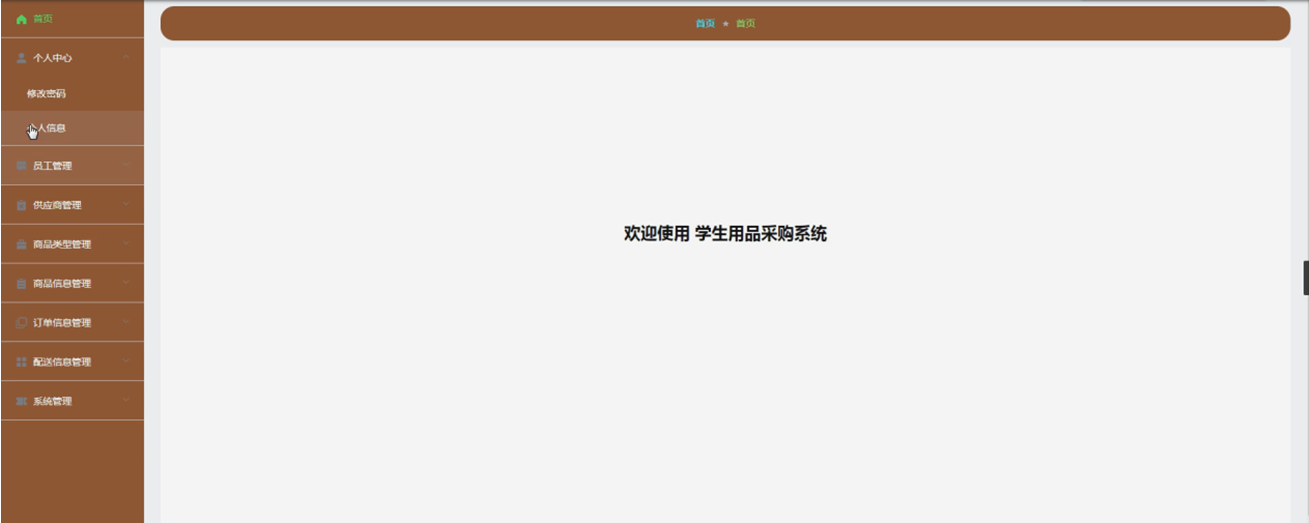 首页
个人中心
修改密码
个人信息
员工管理
供应商管理
商品类型管理
商品信息管理
订单信息管理
配送信息管理
系统管理
首页 ★ 首页
欢迎使用 学生用品采购系统